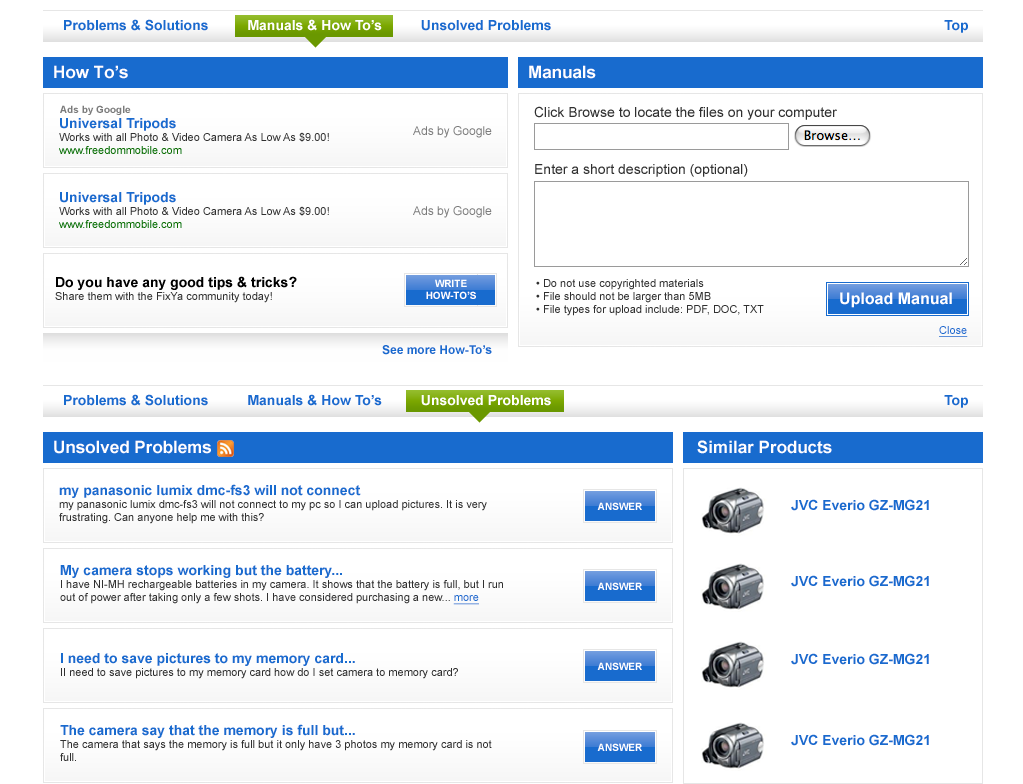 Problems & Solutions Manuals & How To's Unsolved Problems Top
How To's
Ads by Google
Universal Tripods
Works with all Photo & Video Camera As Low As $9.00!
www.freedommobile.com
Ads by Google
Universal Tripods
Works with all Photo & Video Camera As Low As $9.00!
www.freedommobile.com
Ads by Google
Do you have any good tips & tricks?
Share them with the FixYa community today!
WRITE
HOW-TO'S
See more How-To's
Manuals
Click Browse to locate the files on your computer
Browse...
Enter a short description (optional)
• Do not use copyrighted materials
• File should not be larger than 5MB
• File types for upload include: PDF, DOC, TXT
Upload Manual
Close
Problems & Solutions Manuals & How To's Unsolved Problems Top
Unsolved Problems
my panasonic lumix dmc-fs3 will not connect
my panasonic lumix dmc-fs3 will not connect to my pc so I can upload pictures. It is very
frustrating. Can anyone help me with this?
ANSWER
My camera stops working but the battery...
I have NI-MH rechargeable batteries in my camera. It shows that the battery is full, but I run
out of power after taking only a few shots. I have considered purchasing a new... more
ANSWER
I need to save pictures to my memory card...
II need to save pictures to my memory card how do I set camera to memory card?
ANSWER
The camera say that the memory is full but...
The camera that says the memory is full but it only have 3 photos my memory card is not
full.
ANSWER
Similar Products
JVC Everio GZ-MG21
JVC Everio GZ-MG21
JVC Everio GZ-MG21
JVC Everio GZ-MG21